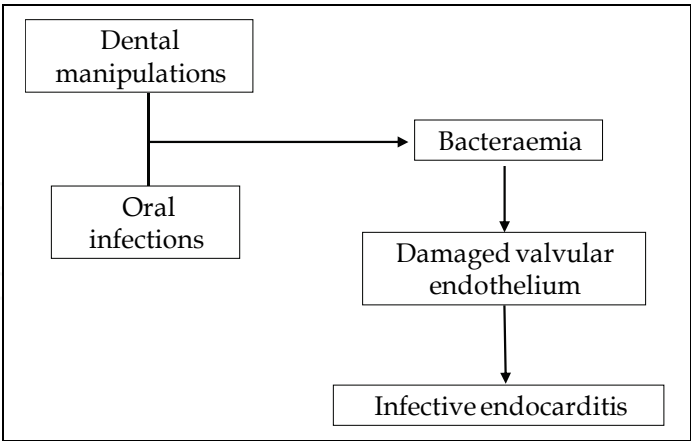 Dental
manipulations
Bacteraemia
Oral
infections
Damaged valvular
endothelium
Infective endocarditis